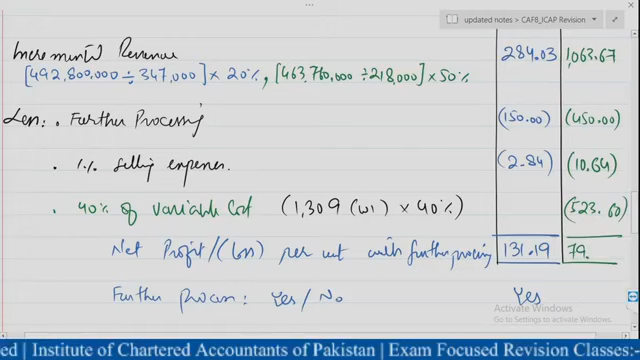 updated notes > CAF8_ICAP Revision
Incremental Revenue 284.03 1,063.67
[492,800,000 ÷ 347,000] × 20%, [463,760,000 ÷ 218,000] × 50%
Less: • Further Processing (150.00) (450.00)
• 1% selling expenses. (2.84) (10.64)
• 40% of variable Cost (1,309 (W1) × 40%) (523.60)
Net Profit/(Loss) per unit with further processing 131.19 79.
Further process: Yes / No Yes
Activate Windows
Go to Settings to activate Windows.
ed | Institute of Chartered Accountants of Pakistan | Exam Focused Revision Classes:-